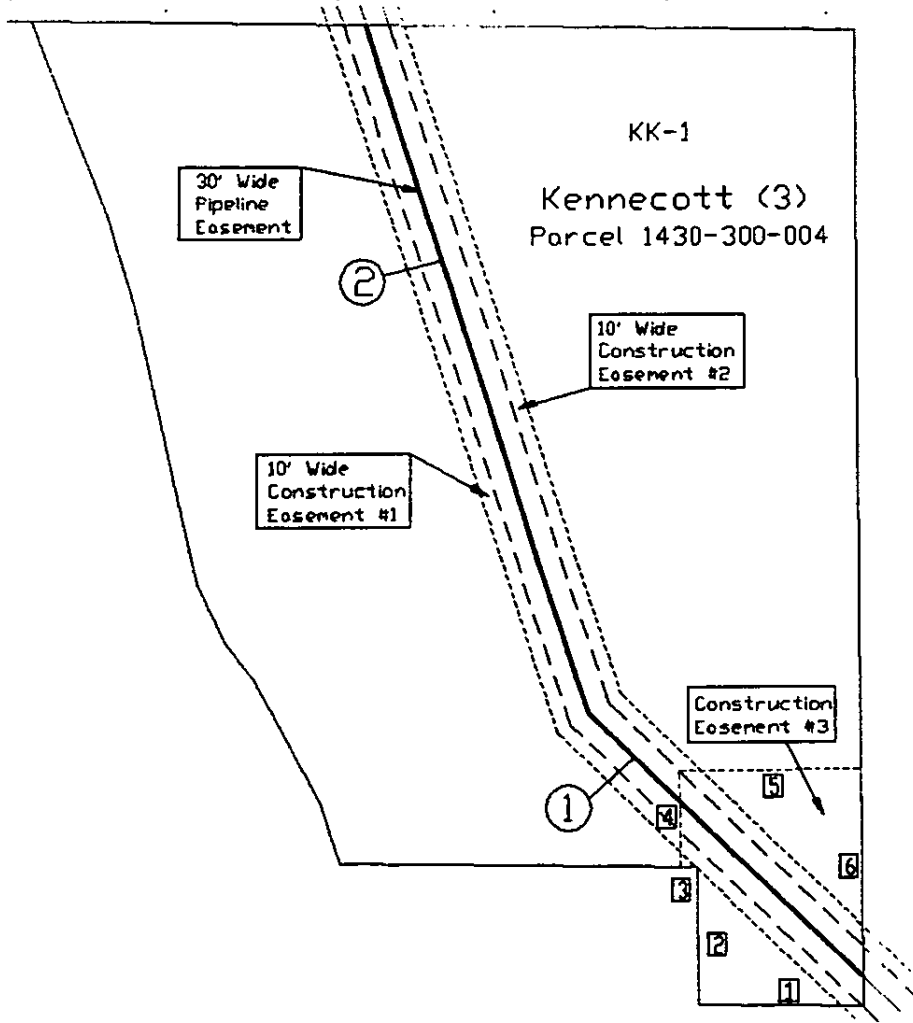 KK-1
Kennecott (3)
Parcel 1430-300-004
30' Wide
Pipeline
Easement
2
10' Wide
Construction
Easement #2
10' Wide
Construction
Easement #1
Construction
Easement #3
5
1
4
6
3
2
1